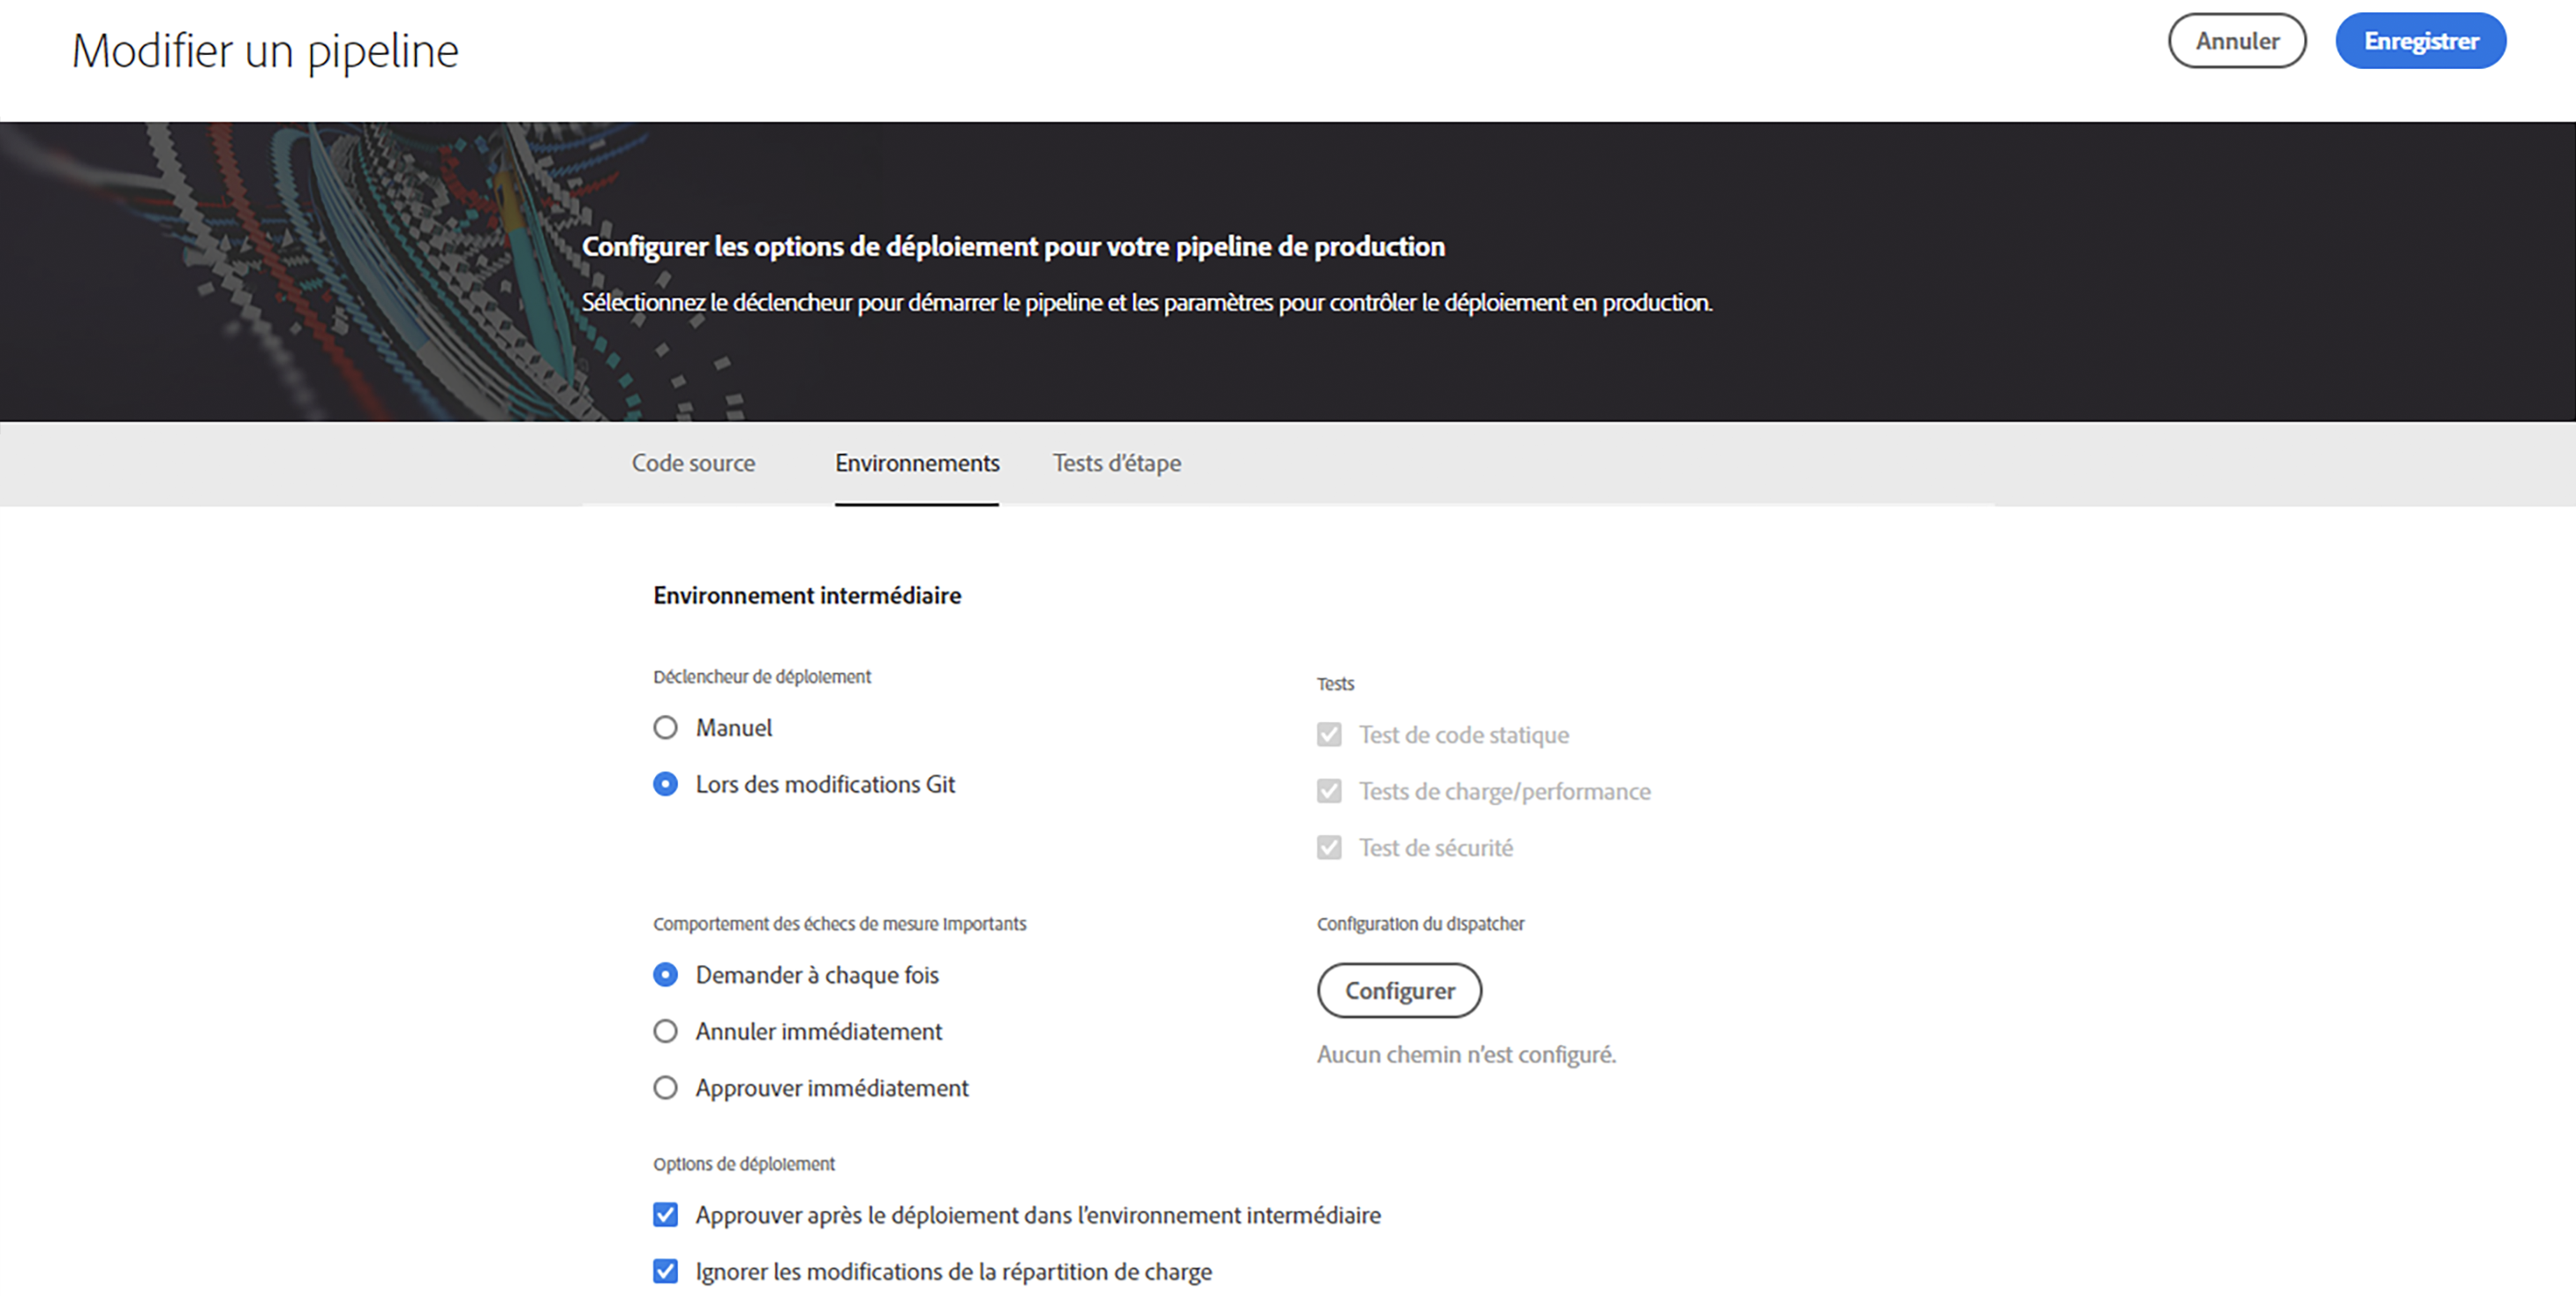 Modifier un pipeline
Annuler
Enregistrer
Configurer les options de déploiement pour votre pipeline de production
Sélectionnez le déclencheur pour démarrer le pipeline et les paramètres pour contrôler le déploiement en production.
Code source
Environnements
Tests d’étape
Environnement intermédiaire
Déclencheur de déploiement
Manuel
Lors des modifications Git
Tests
Test de code statique
Tests de charge/performance
Test de sécurité
Comportement des échecs de mesure importants
Demander à chaque fois
Annuler immédiatement
Approuver immédiatement
Configuration du dispatcher
Configurer
Aucun chemin n’est configuré.
Options de déploiement
Approuver après le déploiement dans l’environnement intermédiaire
Ignorer les modifications de la répartition de charge